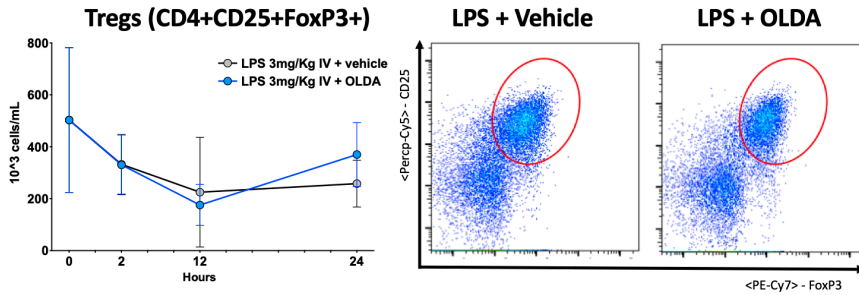 Tregs (CD4+CD25+FoxP3+)
LPS + Vehicle
LPS + OLDA
LPS 3mg/Kg IV + vehicle
LPS 3mg/Kg IV + OLDA
10^3 cells/mL
800
600
400
200
0
0
2
12
24
Hours
<Percp-Cy5> - CD25
<PE-Cy7> - FoxP3